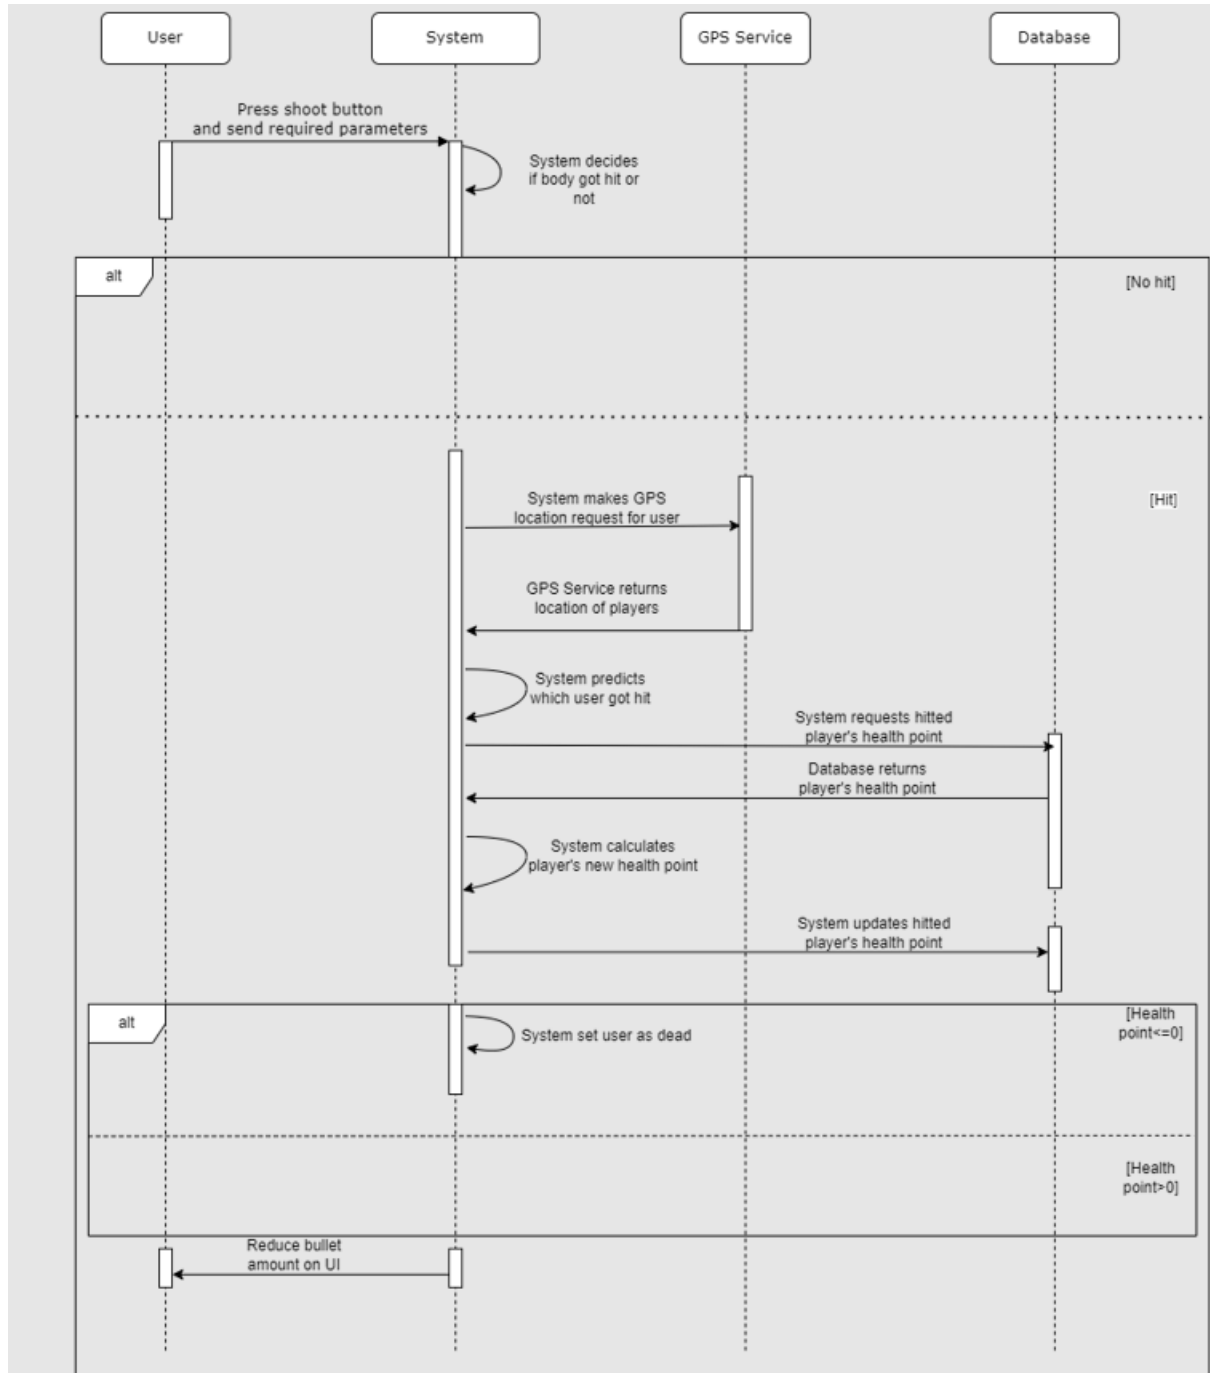 User
System
GPS Service
Database
Press shoot button
and send required parameters
System decides
if body got hit or
not
alt
[No hit]
System makes GPS
location request for user
[Hit]
GPS Service returns
location of players
System predicts
which user got hit
System requests hitted
player's health point
Database returns
player's health point
System calculates
player's new health point
System updates hitted
player's health point
alt
System set user as dead
[Health
point<=0]
[Health
point>0]
Reduce bullet
amount on UI